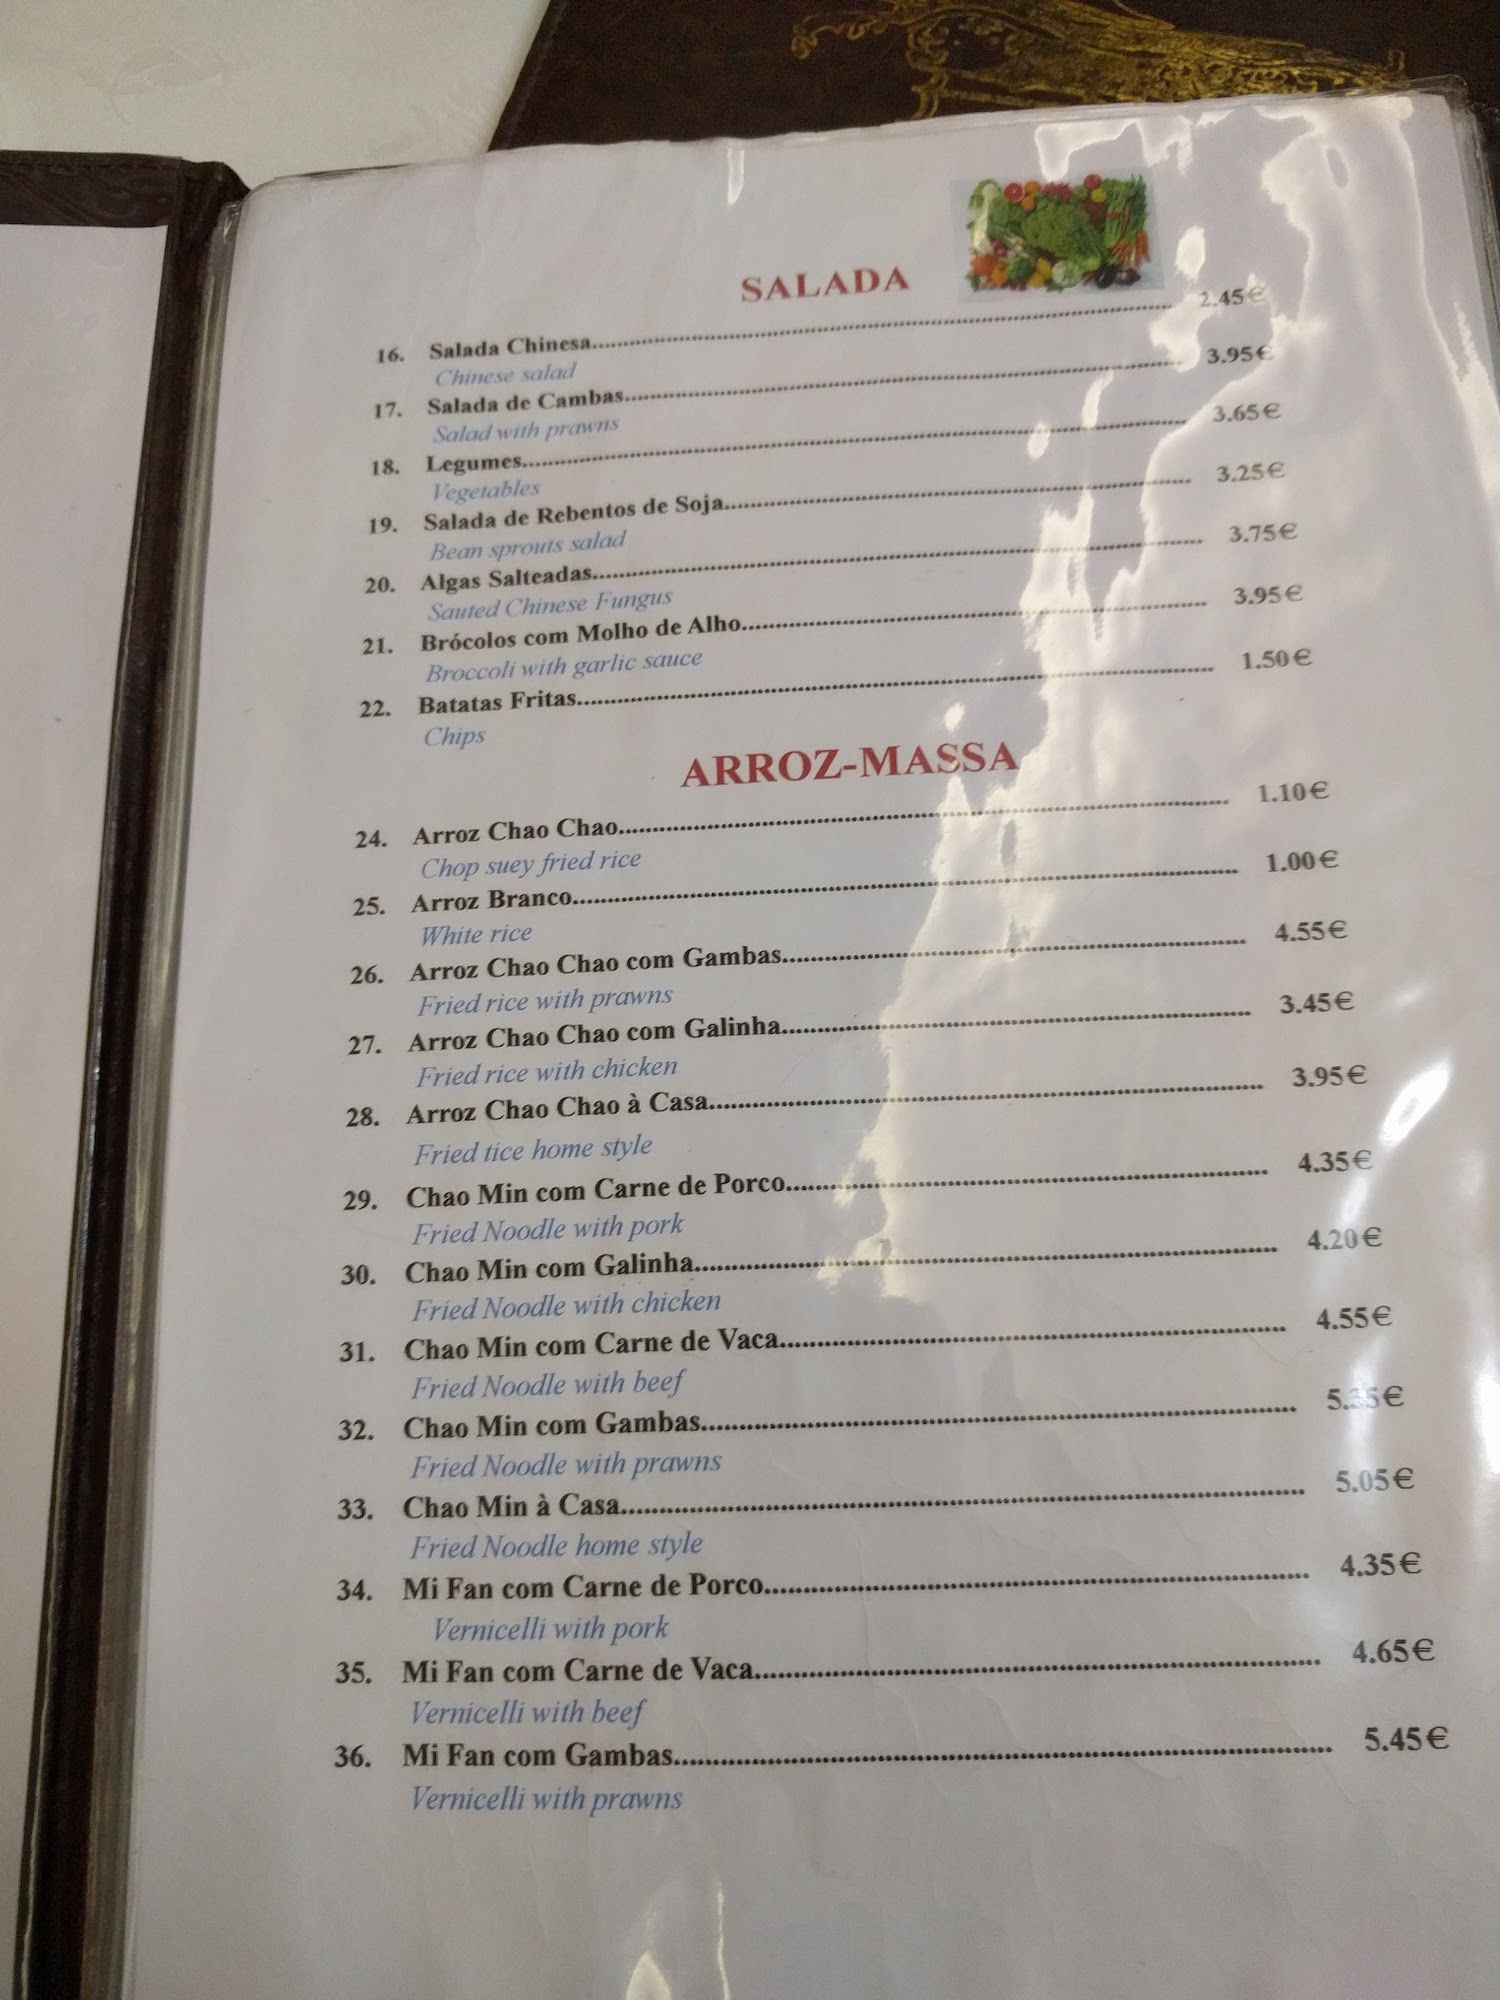 SALADA
16. Salada Chinesa 2.45€
Chinese salad
17. Salada de Cambas 3.95€
Salad with prawns
18. Legumes 3.65€
Vegetables
19. Salada de Rebentos de Soja 3.25€
Bean sprouts salad
20. Algas Salteadas 3.75€
Sauted Chinese Fungus
21. Brócolos com Molho de Alho 3.95€
Broccoli with garlic sauce
22. Batatas Fritas 1.50€
Chips
ARROZ-MASSA
24. Arroz Chao Chao 1.10€
Chop suey fried rice
25. Arroz Branco 1.00€
White rice
26. Arroz Chao Chao com Gambas 4.55€
Fried rice with prawns
27. Arroz Chao Chao com Galinha 3.45€
Fried rice with chicken
28. Arroz Chao Chao à Casa 3.95€
Fried tice home style
29. Chao Min com Carne de Porco 4.35€
Fried Noodle with pork
30. Chao Min com Galinha 4.20€
Fried Noodle with chicken
31. Chao Min com Carne de Vaca 4.55€
Fried Noodle with beef
32. Chao Min com Gambas 5.35€
Fried Noodle with prawns
33. Chao Min à Casa 5.05€
Fried Noodle home style
34. Mi Fan com Carne de Porco 4.35€
Vernicelli with pork
35. Mi Fan com Carne de Vaca 4.65€
Vernicelli with beef
36. Mi Fan com Gambas 5.45€
Vernicelli with prawns